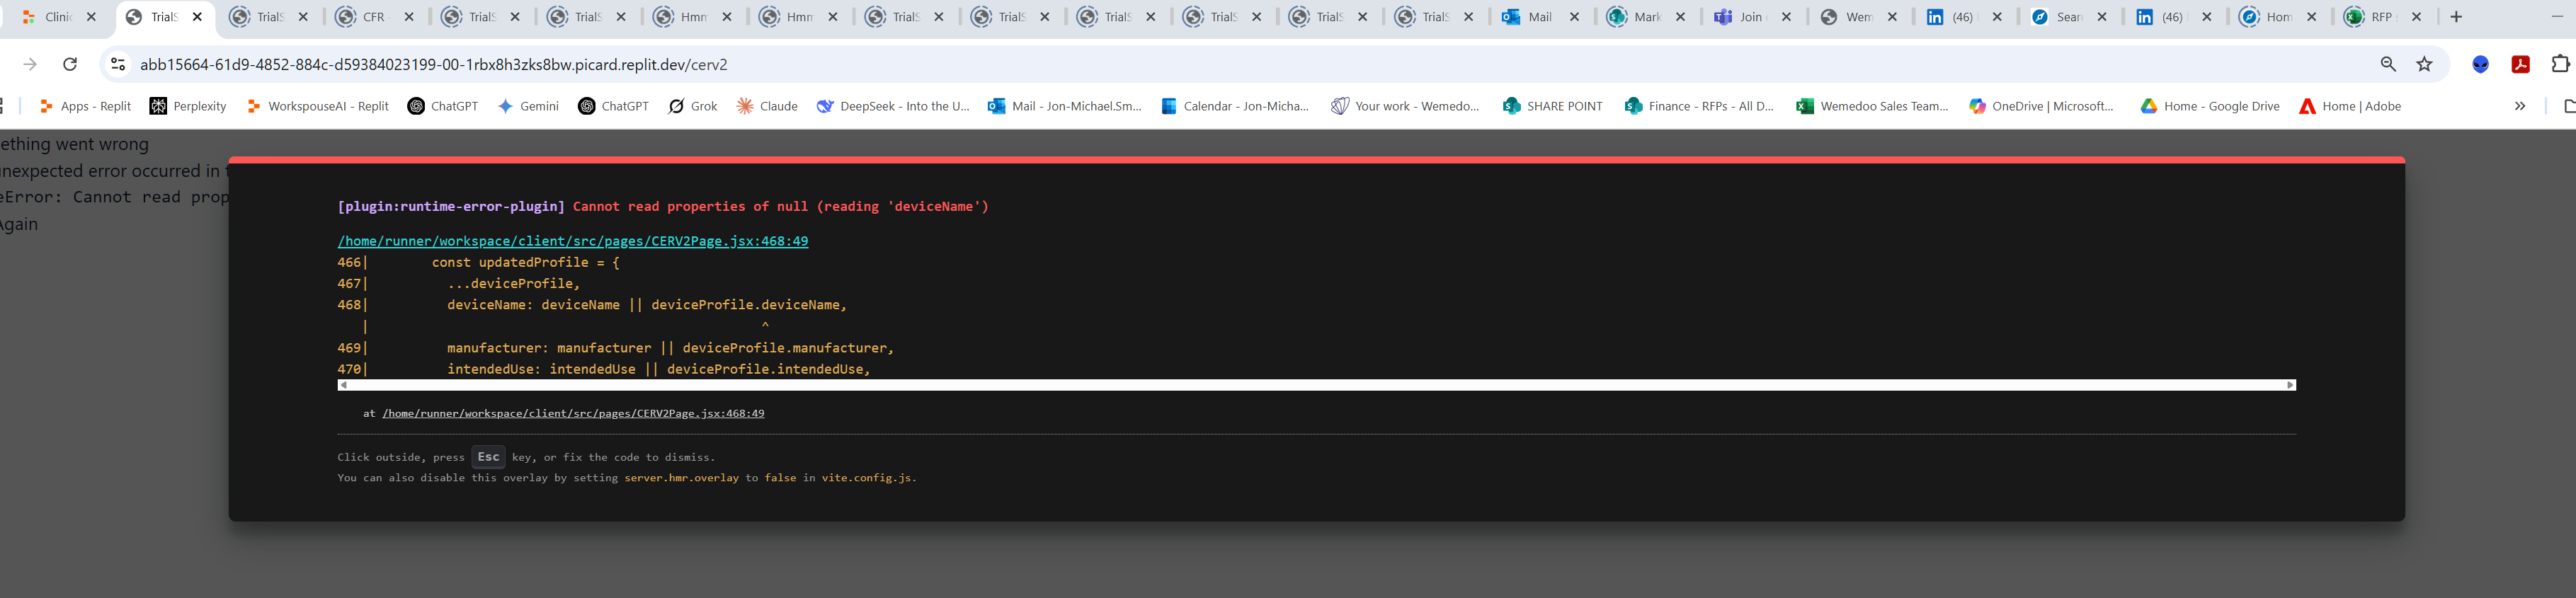 Clinic TrialS TrialS CFR - TrialS TrialS Hmm Hmm TrialS TrialS TrialS TrialS TrialS TrialS Mail Mark Join Wem (46) Sear (46) Hom RFP
abb15664-61d9-4852-884c-d59384023199-00-1rbx8h3zks8bw.picard.replit.dev/cerv2
Apps - Replit Perplexity WorkspouseAI - Replit ChatGPT Gemini ChatGPT Grok Claude DeepSeek - Into the U... Mail - Jon-Michael.Sm... Calendar - Jon-Micha... Your work - Wemedo... SHARE POINT Finance - RFPs - All D... Wemedoo Sales Team... OneDrive | Microsoft... Home - Google Drive Home | Adobe
ething went wrong
nexpected error occurred in t
eError: Cannot read prop
Again
[plugin:runtime-error-plugin] Cannot read properties of null (reading 'deviceName')
/home/runner/workspace/client/src/pages/CERV2Page.jsx:468:49
466|        const updatedProfile = {
467|          ...deviceProfile,
468|          deviceName: deviceName || deviceProfile.deviceName,
   |                                                  ^
469|          manufacturer: manufacturer || deviceProfile.manufacturer,
470|          intendedUse: intendedUse || deviceProfile.intendedUse,
at /home/runner/workspace/client/src/pages/CERV2Page.jsx:468:49
Click outside, press Esc key, or fix the code to dismiss.
You can also disable this overlay by setting server.hmr.overlay to false in vite.config.js.